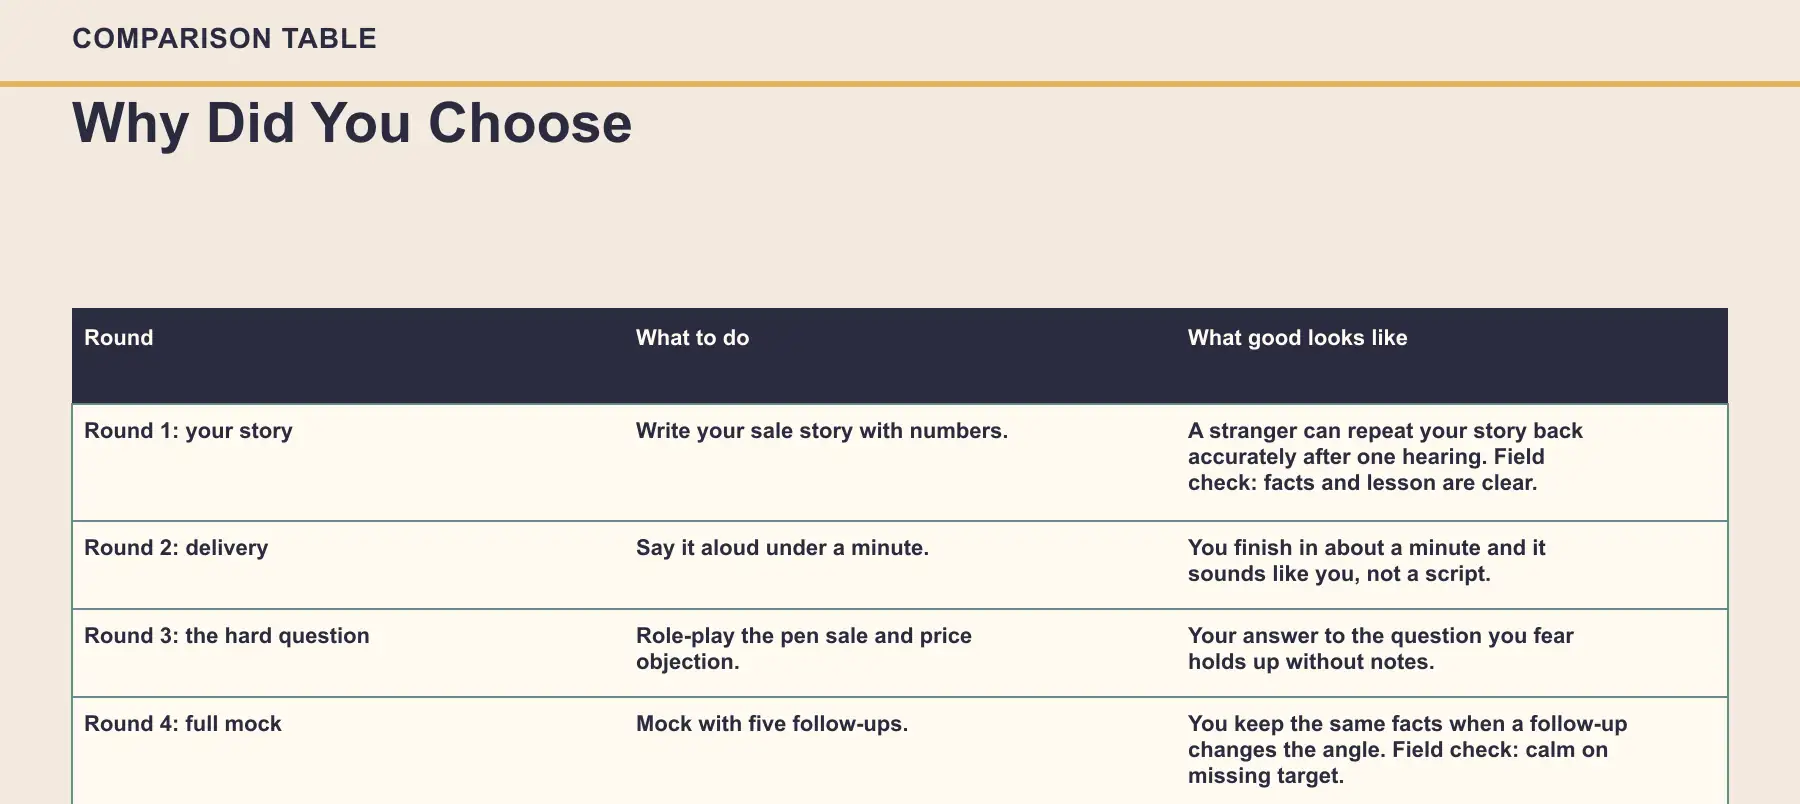 COMPARISON TABLE
Why Did You Choose
Round
What to do
What good looks like
Round 1: your story
Write your sale story with numbers.
A stranger can repeat your story back
accurately after one hearing. Field
check: facts and lesson are clear.
Round 2: delivery
Say it aloud under a minute.
You finish in about a minute and it
sounds like you, not a script.
Round 3: the hard question
Role-play the pen sale and price
objection.
Your answer to the question you fear
holds up without notes.
Round 4: full mock
Mock with five follow-ups.
You keep the same facts when a follow-up
changes the angle. Field check: calm on
missing target.